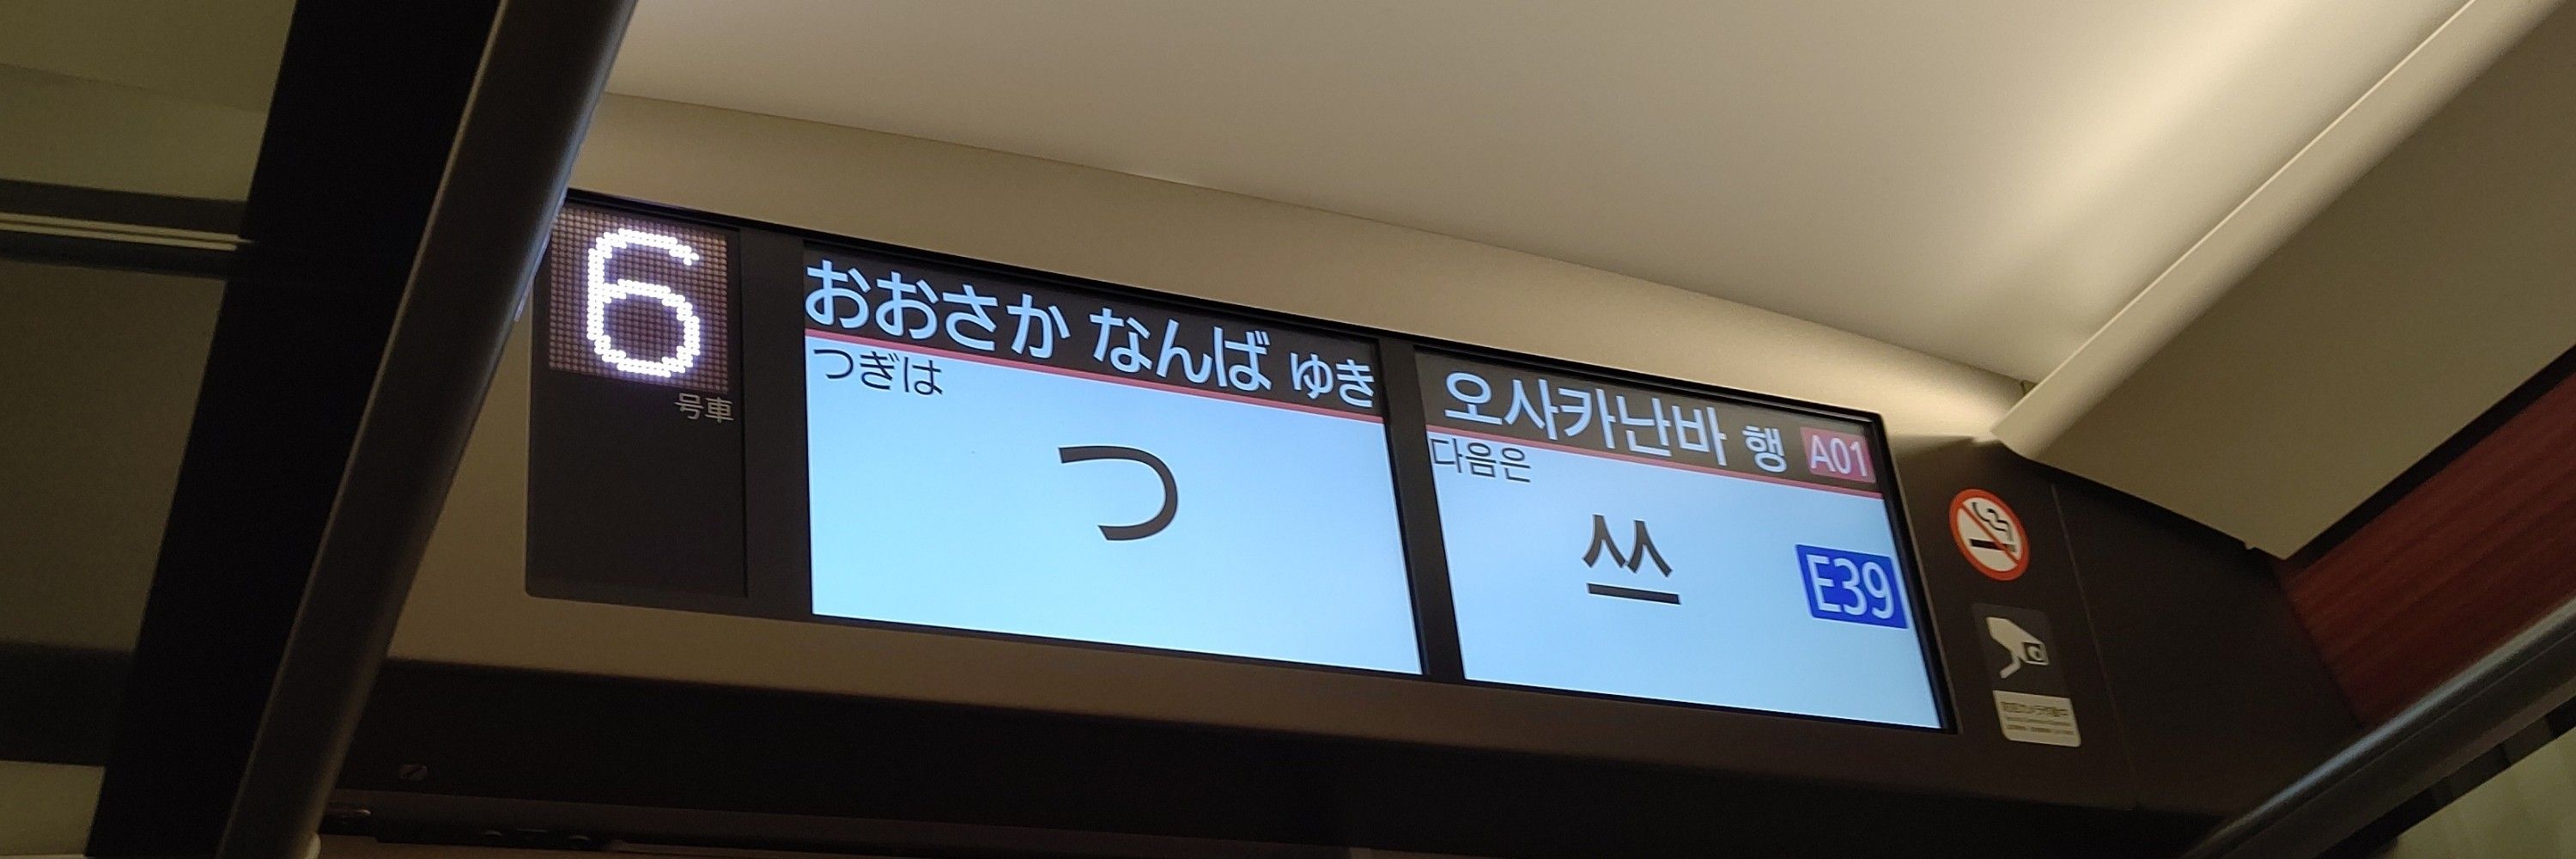 6
号車
おおさか なんば ゆき
つぎは
つ
오사카난바 행 A01
다음은
쓰
E39